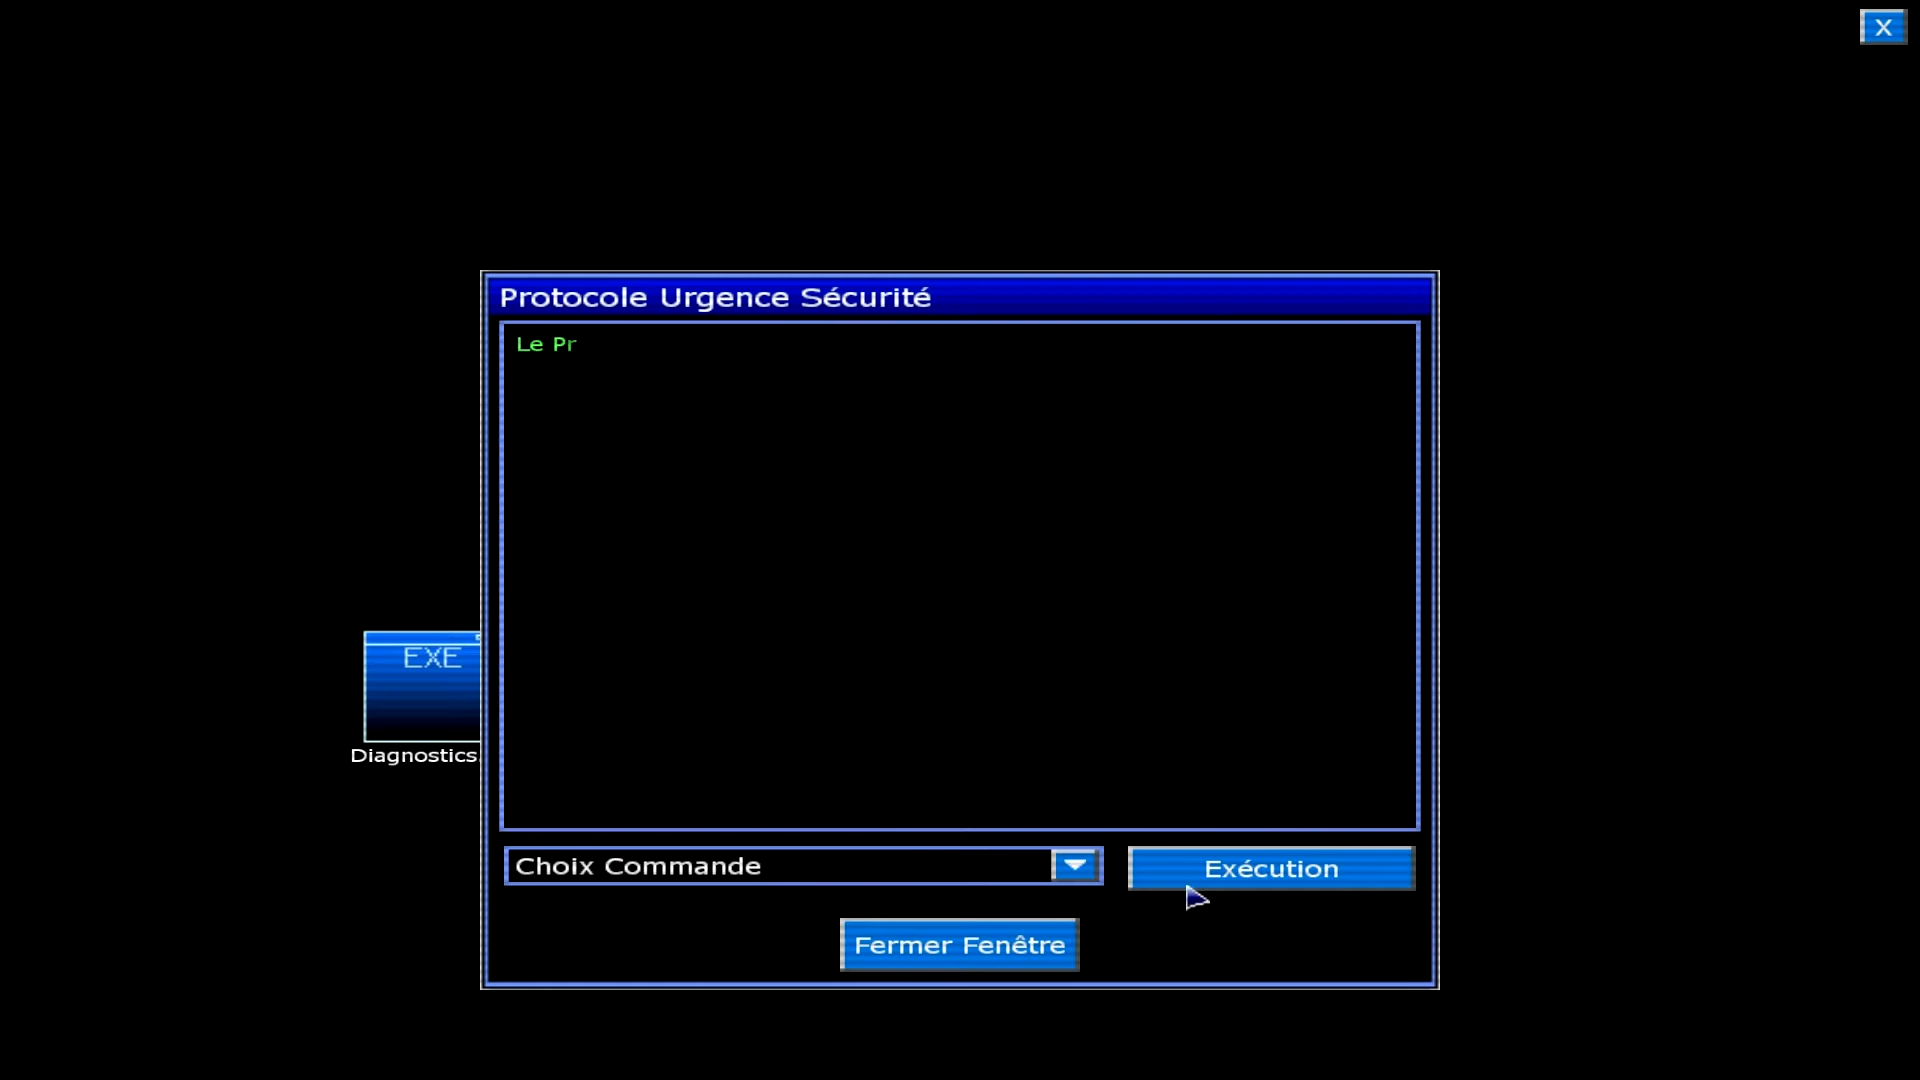 X
Protocole Urgence Sécurité
Le Pr
EXE
Diagnostics.
Choix Commande
Exécution
Fermer Fenêtre